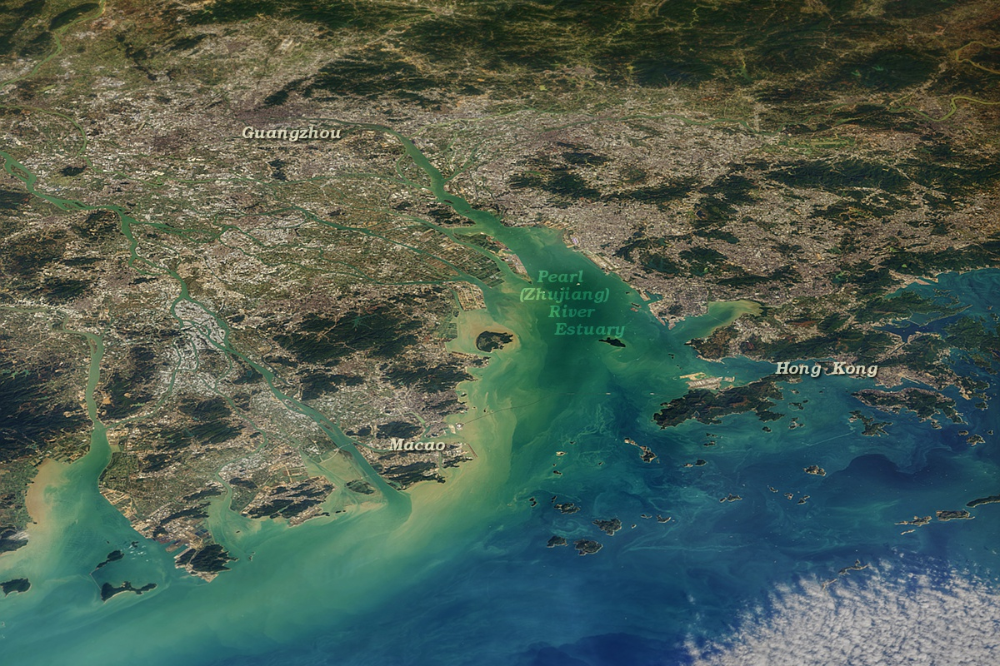 Guangzhou
Pearl
(Zhujiang)
River
Estuary
Hong Kong
Macao